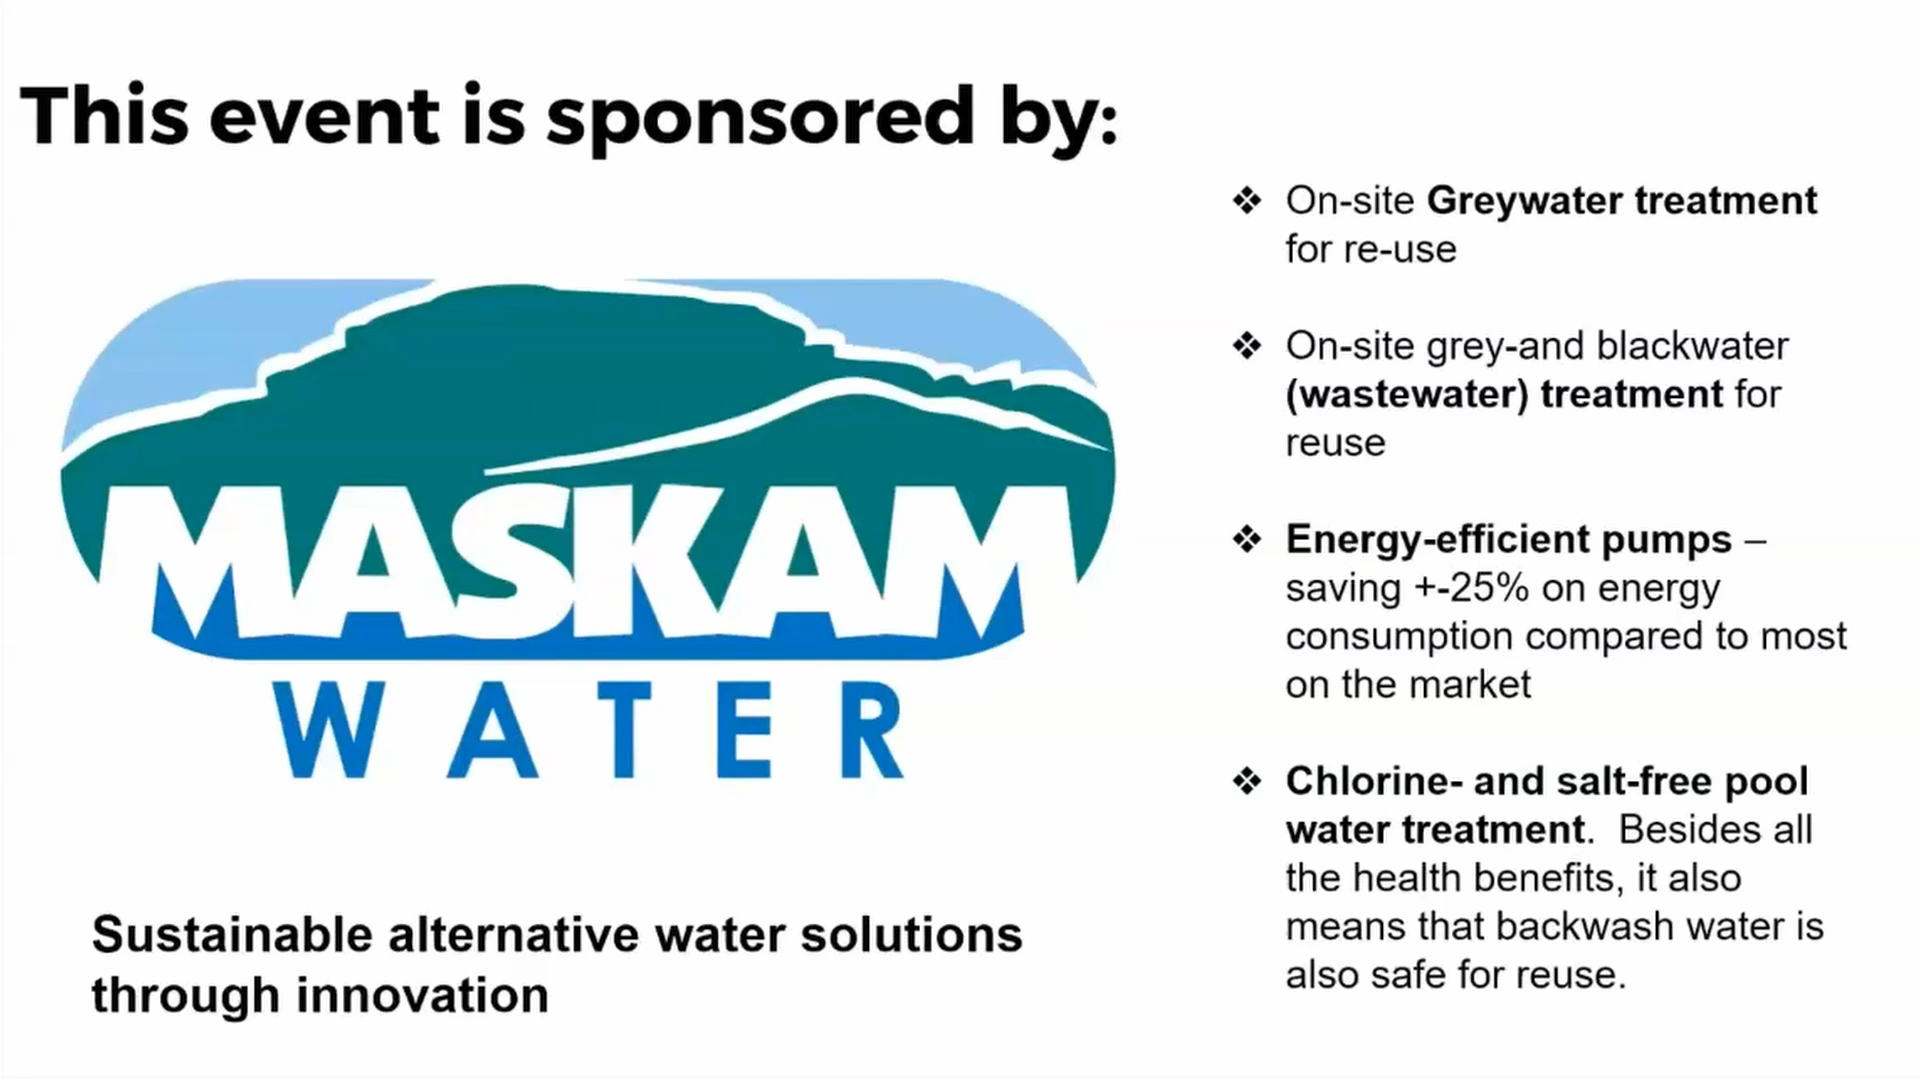 This event is sponsored by:
MASKAM
WATER
Sustainable alternative water solutions
through innovation
❖ On-site Greywater treatment
for re-use
❖ On-site grey-and blackwater
(wastewater) treatment for
reuse
❖ Energy-efficient pumps –
saving +-25% on energy
consumption compared to most
on the market
❖ Chlorine- and salt-free pool
water treatment.  Besides all
the health benefits, it also
means that backwash water is
also safe for reuse.